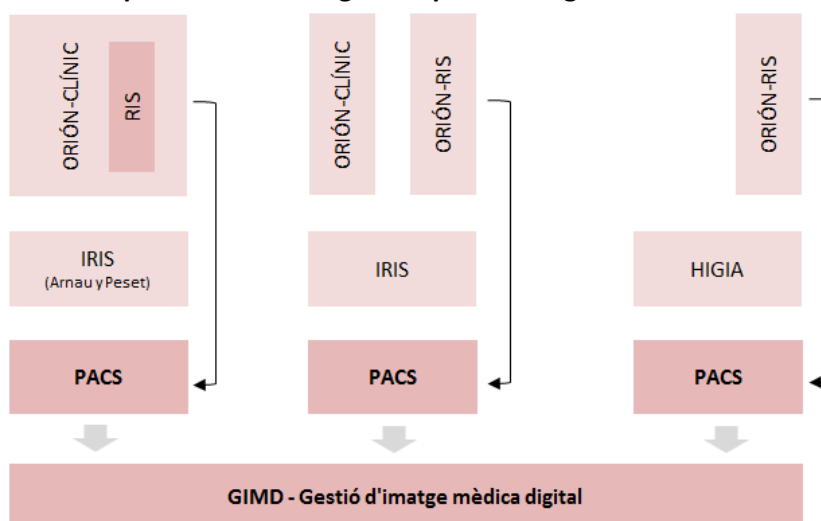 ORIÓN-CLÍNIC
RIS
ORIÓN-CLÍNIC
ORIÓN-RIS
ORIÓN-RIS
IRIS
(Arnau y Peset)
IRIS
HIGIA
PACS
PACS
PACS
GIMD - Gestió d'imatge mèdica digital